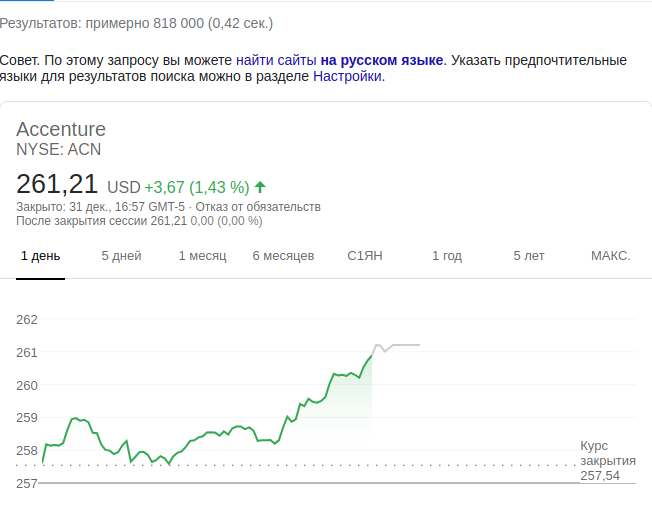 Результатов: примерно 818 000 (0,42 сек.)
Совет. По этому запросу вы можете найти сайты на русском языке. Указать предпочтительные
языки для результатов поиска можно в разделе Настройки.
Accenture
NYSE: ACN
261,21 USD +3,67 (1,43 %)
Закрыто: 31 дек., 16:57 GMT-5 · Отказ от обязательств
После закрытия сессии 261,21 0,00 (0,00 %)
1 день 5 дней 1 месяц 6 месяцев С1ЯН 1 год 5 лет МАКС.
262
261
260
259
258
257
Курс
закрытия
257,54